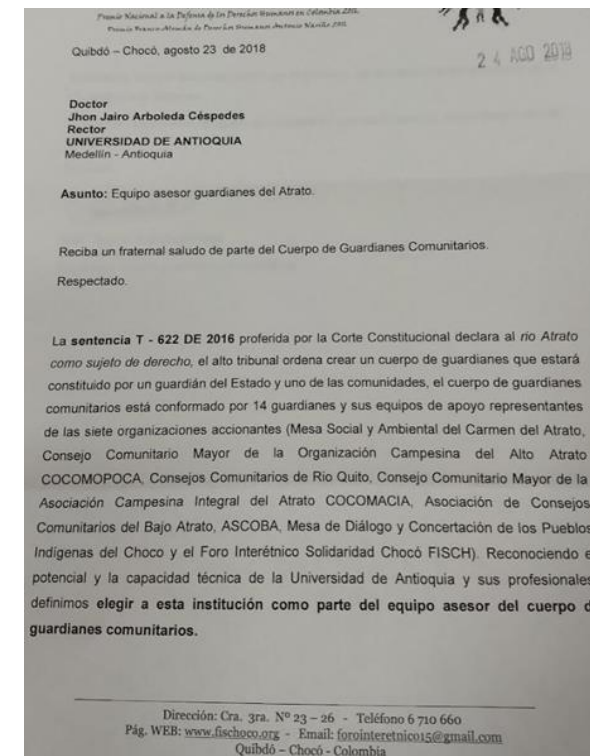 Premio Nacional a la Defensa de los Derechos Humanos en Colombia 2012.
Premio Franco-Alemán de Derechos Humanos Antonio Nariño 2012.
Quibdó – Chocó, agosto 23 de 2018
24 AGO 2018
Doctor
Jhon Jairo Arboleda Céspedes
Rector
UNIVERSIDAD DE ANTIOQUIA
Medellín - Antioquia
Asunto: Equipo asesor guardianes del Atrato.
Reciba un fraternal saludo de parte del Cuerpo de Guardianes Comunitarios.
Respectado.
La sentencia T - 622 DE 2016 proferida por la Corte Constitucional declara al rio Atrato
como sujeto de derecho, el alto tribunal ordena crear un cuerpo de guardianes que estará
constituido por un guardián del Estado y uno de las comunidades, el cuerpo de guardianes
comunitarios está conformado por 14 guardianes y sus equipos de apoyo representantes
de las siete organizaciones accionantes (Mesa Social y Ambiental del Carmen del Atrato,
Consejo Comunitario Mayor de la Organización Campesina del Alto Atrato
COCOMOPOCA, Consejos Comunitarios de Rio Quito, Consejo Comunitario Mayor de la
Asociación Campesina Integral del Atrato COCOMACIA, Asociación de Consejos
Comunitarios del Bajo Atrato, ASCOBA, Mesa de Diálogo y Concertación de los Pueblos
Indígenas del Choco y el Foro Interétnico Solidaridad Chocó FISCH). Reconociendo e
potencial y la capacidad técnica de la Universidad de Antioquia y sus profesionales
definimos elegir a esta institución como parte del equipo asesor del cuerpo d
guardianes comunitarios.
Dirección: Cra. 3ra. Nº 23 – 26 - Teléfono 6 710 660
Pág. WEB: www.fischoco.org - Email: forointeretnico15@gmail.com
Quibdó – Chocó - Colombia